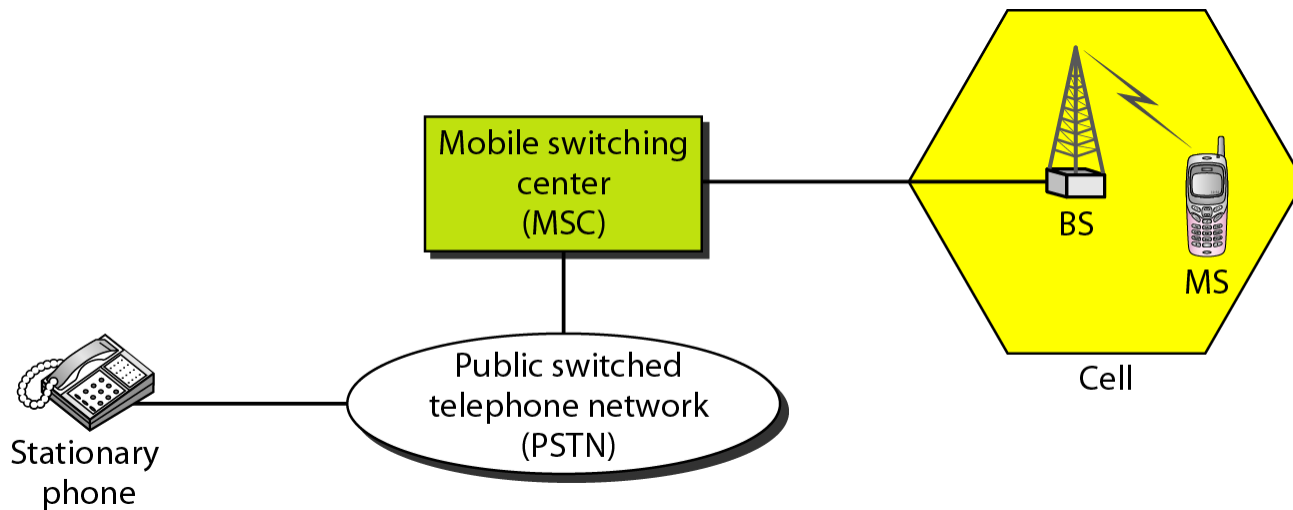 Mobile switching
center
(MSC)
BS
MS
Cell
Public switched
telephone network
(PSTN)
Stationary
phone